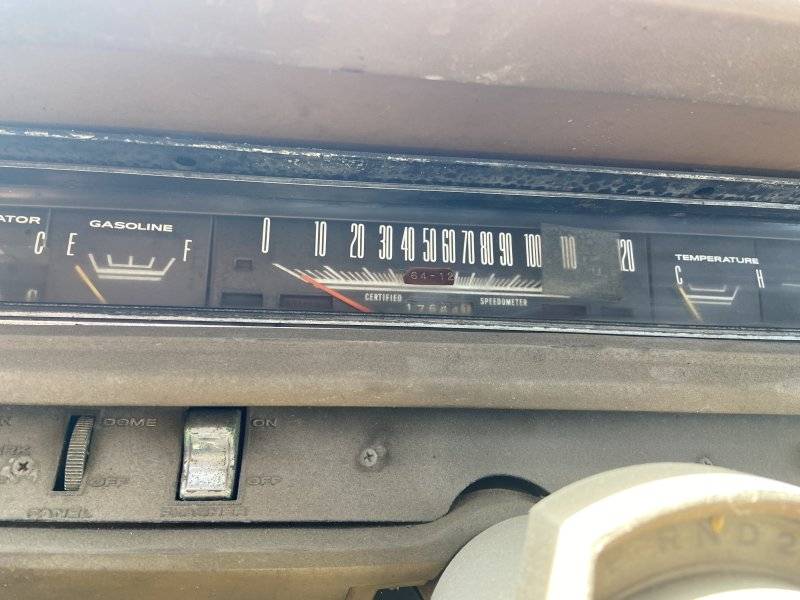 ATOR
GASOLINE
C E F
0 10 20 30 40 50 60 70 80 90 100 110 120
TEMPERATURE
C H
64-12
CERTIFIED SPEEDOMETER
DOME ON
OFF OFF
PANEL
R N D 2